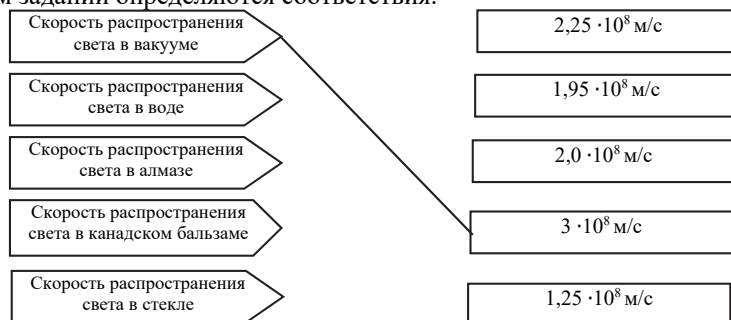 м задании определяются соответствия.
Скорость распространения
света в вакууме
2,25 ·10⁸ м/с
Скорость распространения
света в воде
1,95 ·10⁸ м/с
Скорость распространения
света в алмазе
2,0 ·10⁸ м/с
Скорость распространения
света в канадском бальзаме
3 ·10⁸ м/с
Скорость распространения
света в стекле
1,25 ·10⁸ м/с